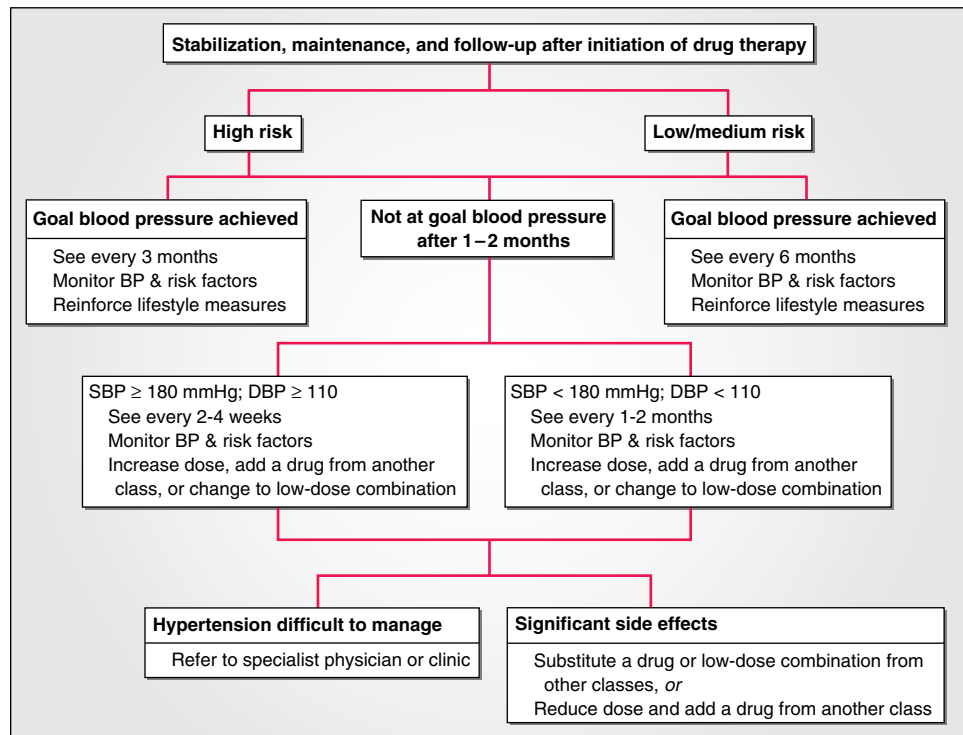 Stabilization, maintenance, and follow-up after initiation of drug therapy
High risk
Low/medium risk
Goal blood pressure achieved
See every 3 months
Monitor BP & risk factors
Reinforce lifestyle measures
Not at goal blood pressure
after 1–2 months
Goal blood pressure achieved
See every 6 months
Monitor BP & risk factors
Reinforce lifestyle measures
SBP ≥ 180 mmHg; DBP ≥ 110
See every 2-4 weeks
Monitor BP & risk factors
Increase dose, add a drug from another
class, or change to low-dose combination
SBP < 180 mmHg; DBP < 110
See every 1-2 months
Monitor BP & risk factors
Increase dose, add a drug from another
class, or change to low-dose combination
Hypertension difficult to manage
Refer to specialist physician or clinic
Significant side effects
Substitute a drug or low-dose combination from
other classes, or
Reduce dose and add a drug from another class